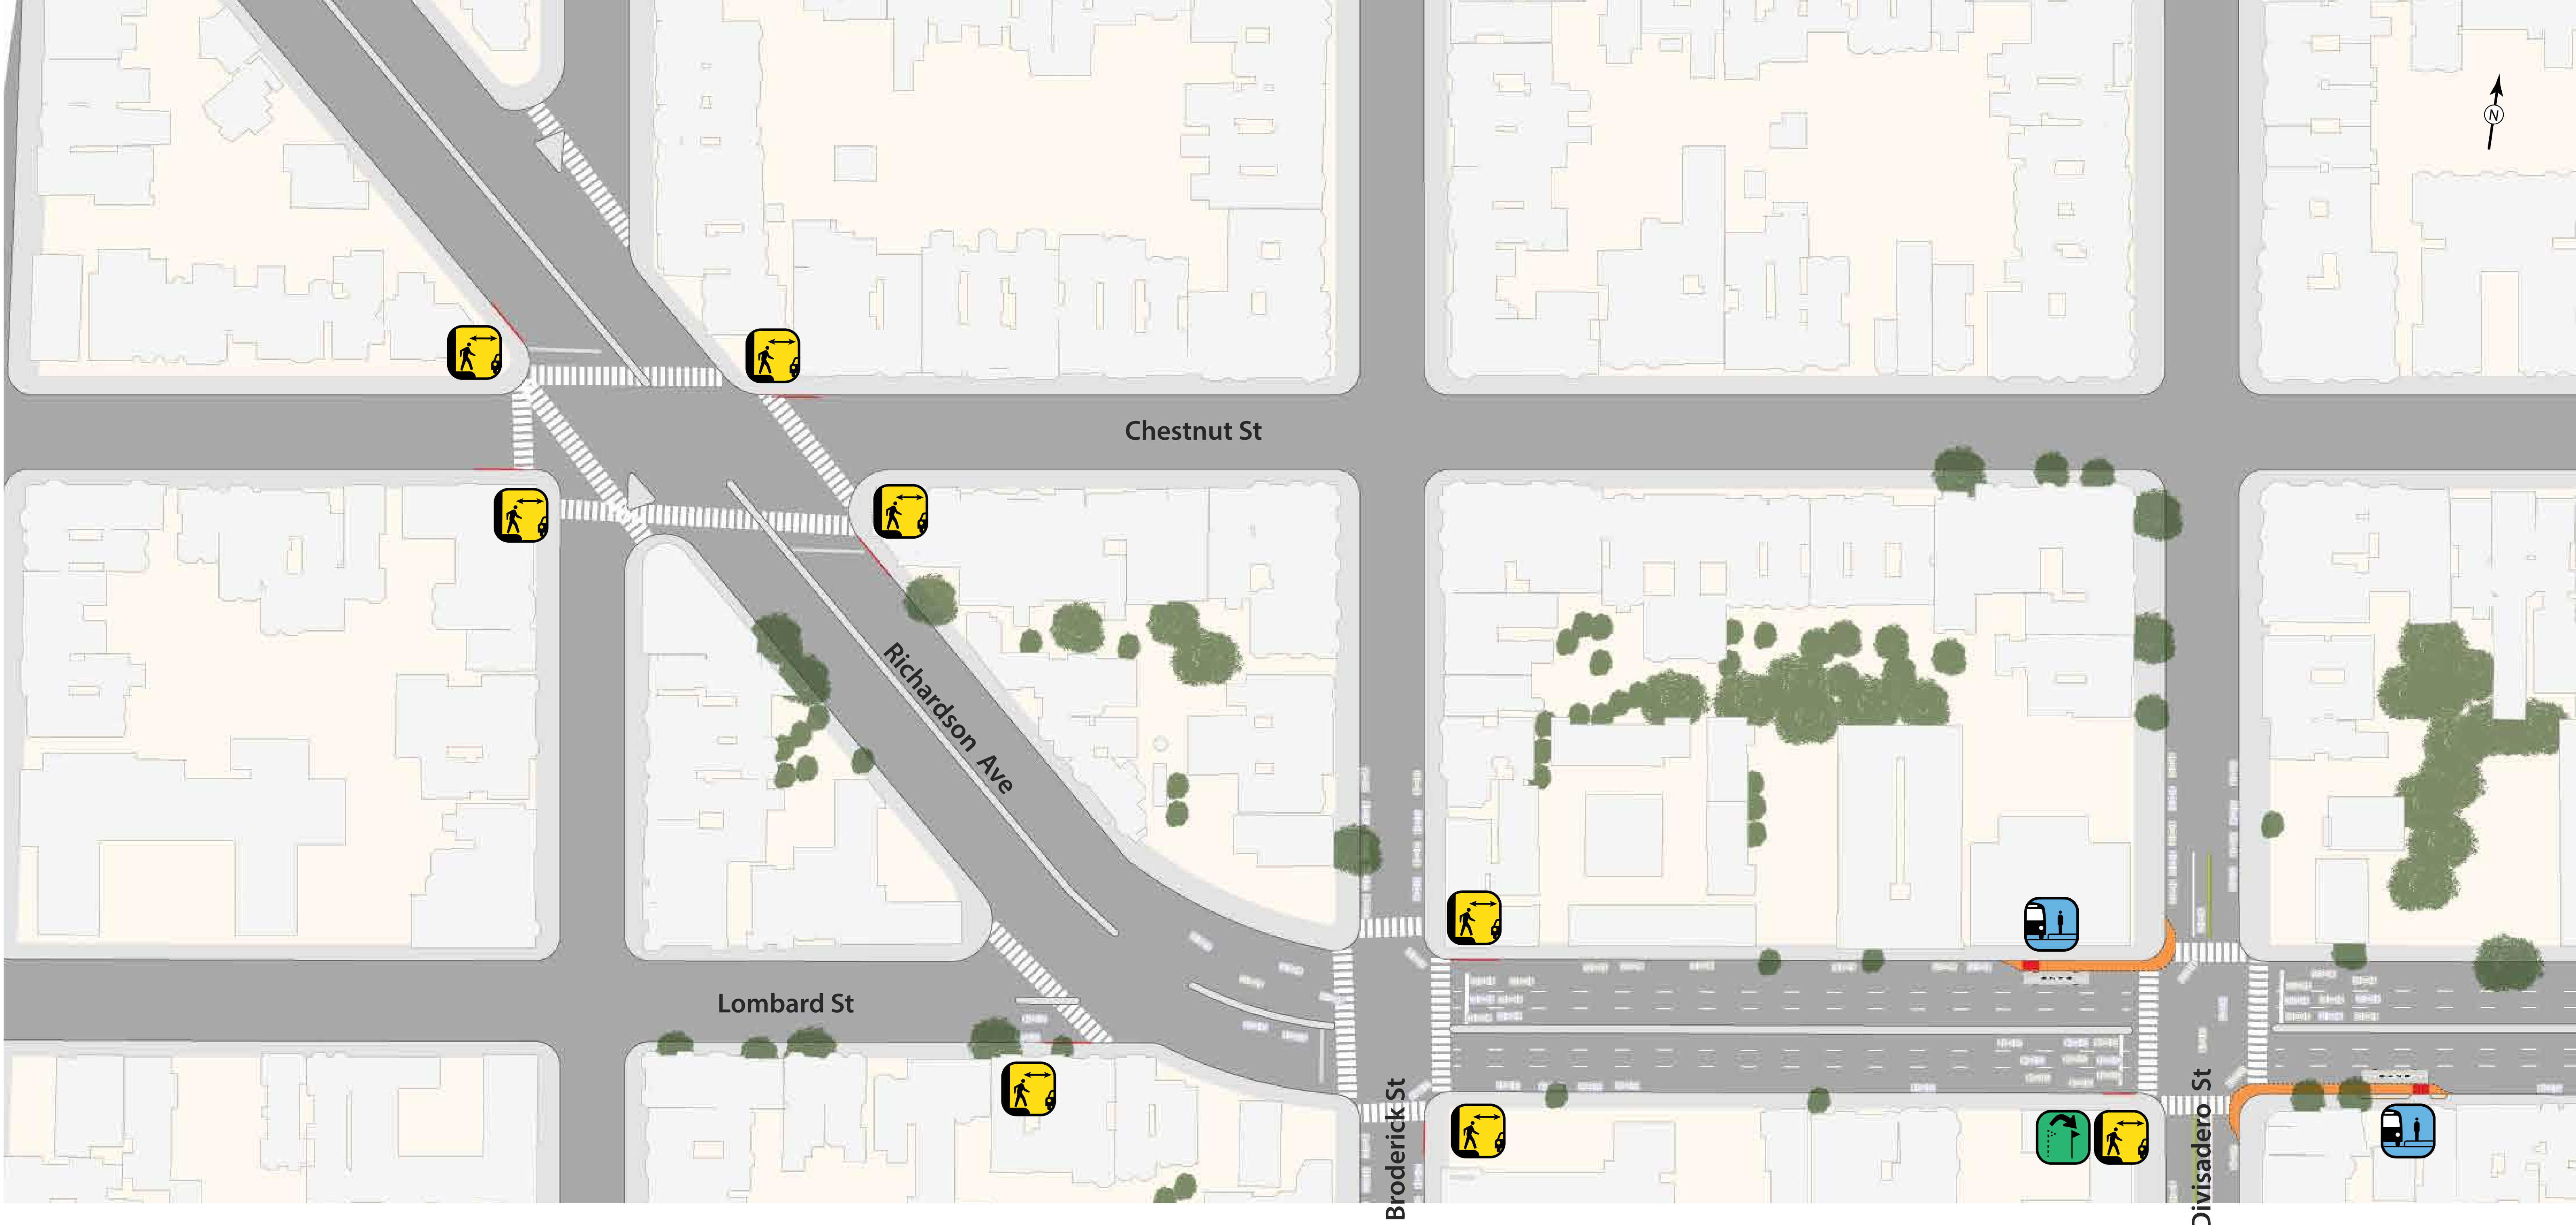 N
Chestnut St
Richardson Ave
Lombard St
Broderick St
Divisadero St